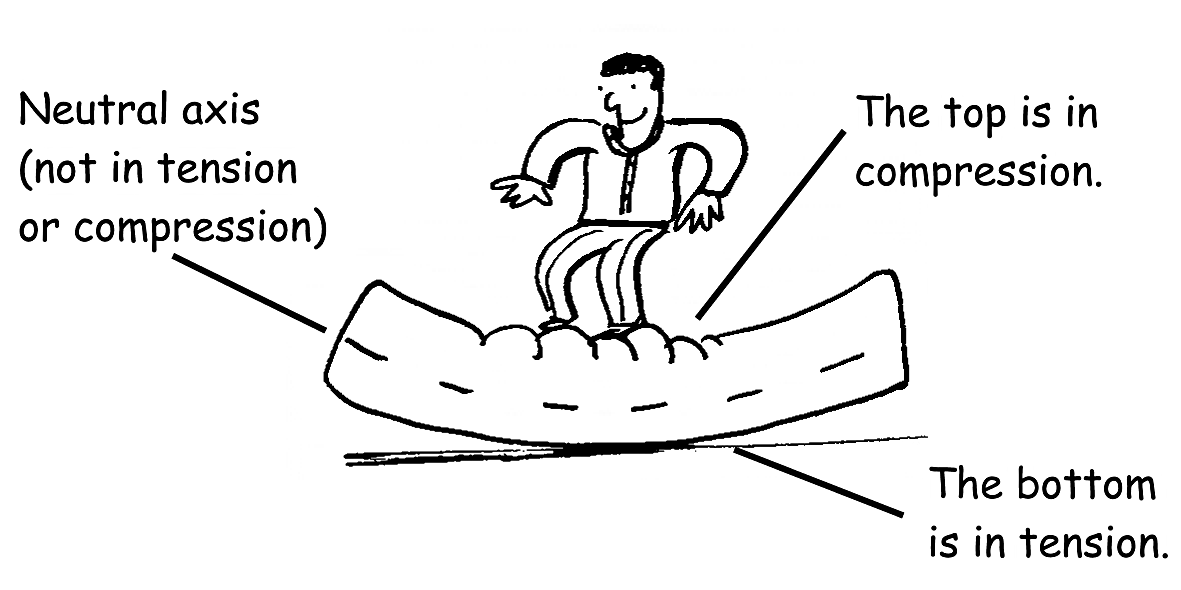 Neutral axis
(not in tension
or compression)
The top is in
compression.
The bottom
is in tension.